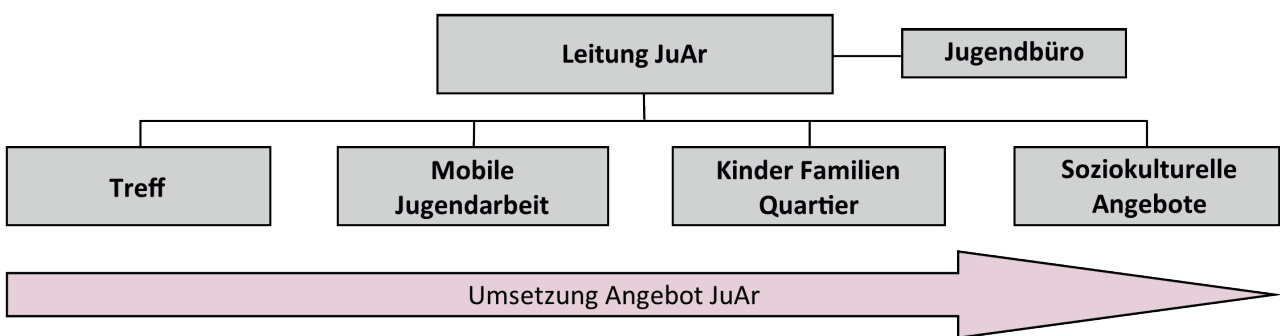 Leitung JuAr
Jugendbüro
Treff
Mobile
Jugendarbeit
Kinder Familien
Quartier
Soziokulturelle
Angebote
Umsetzung Angebot JuAr